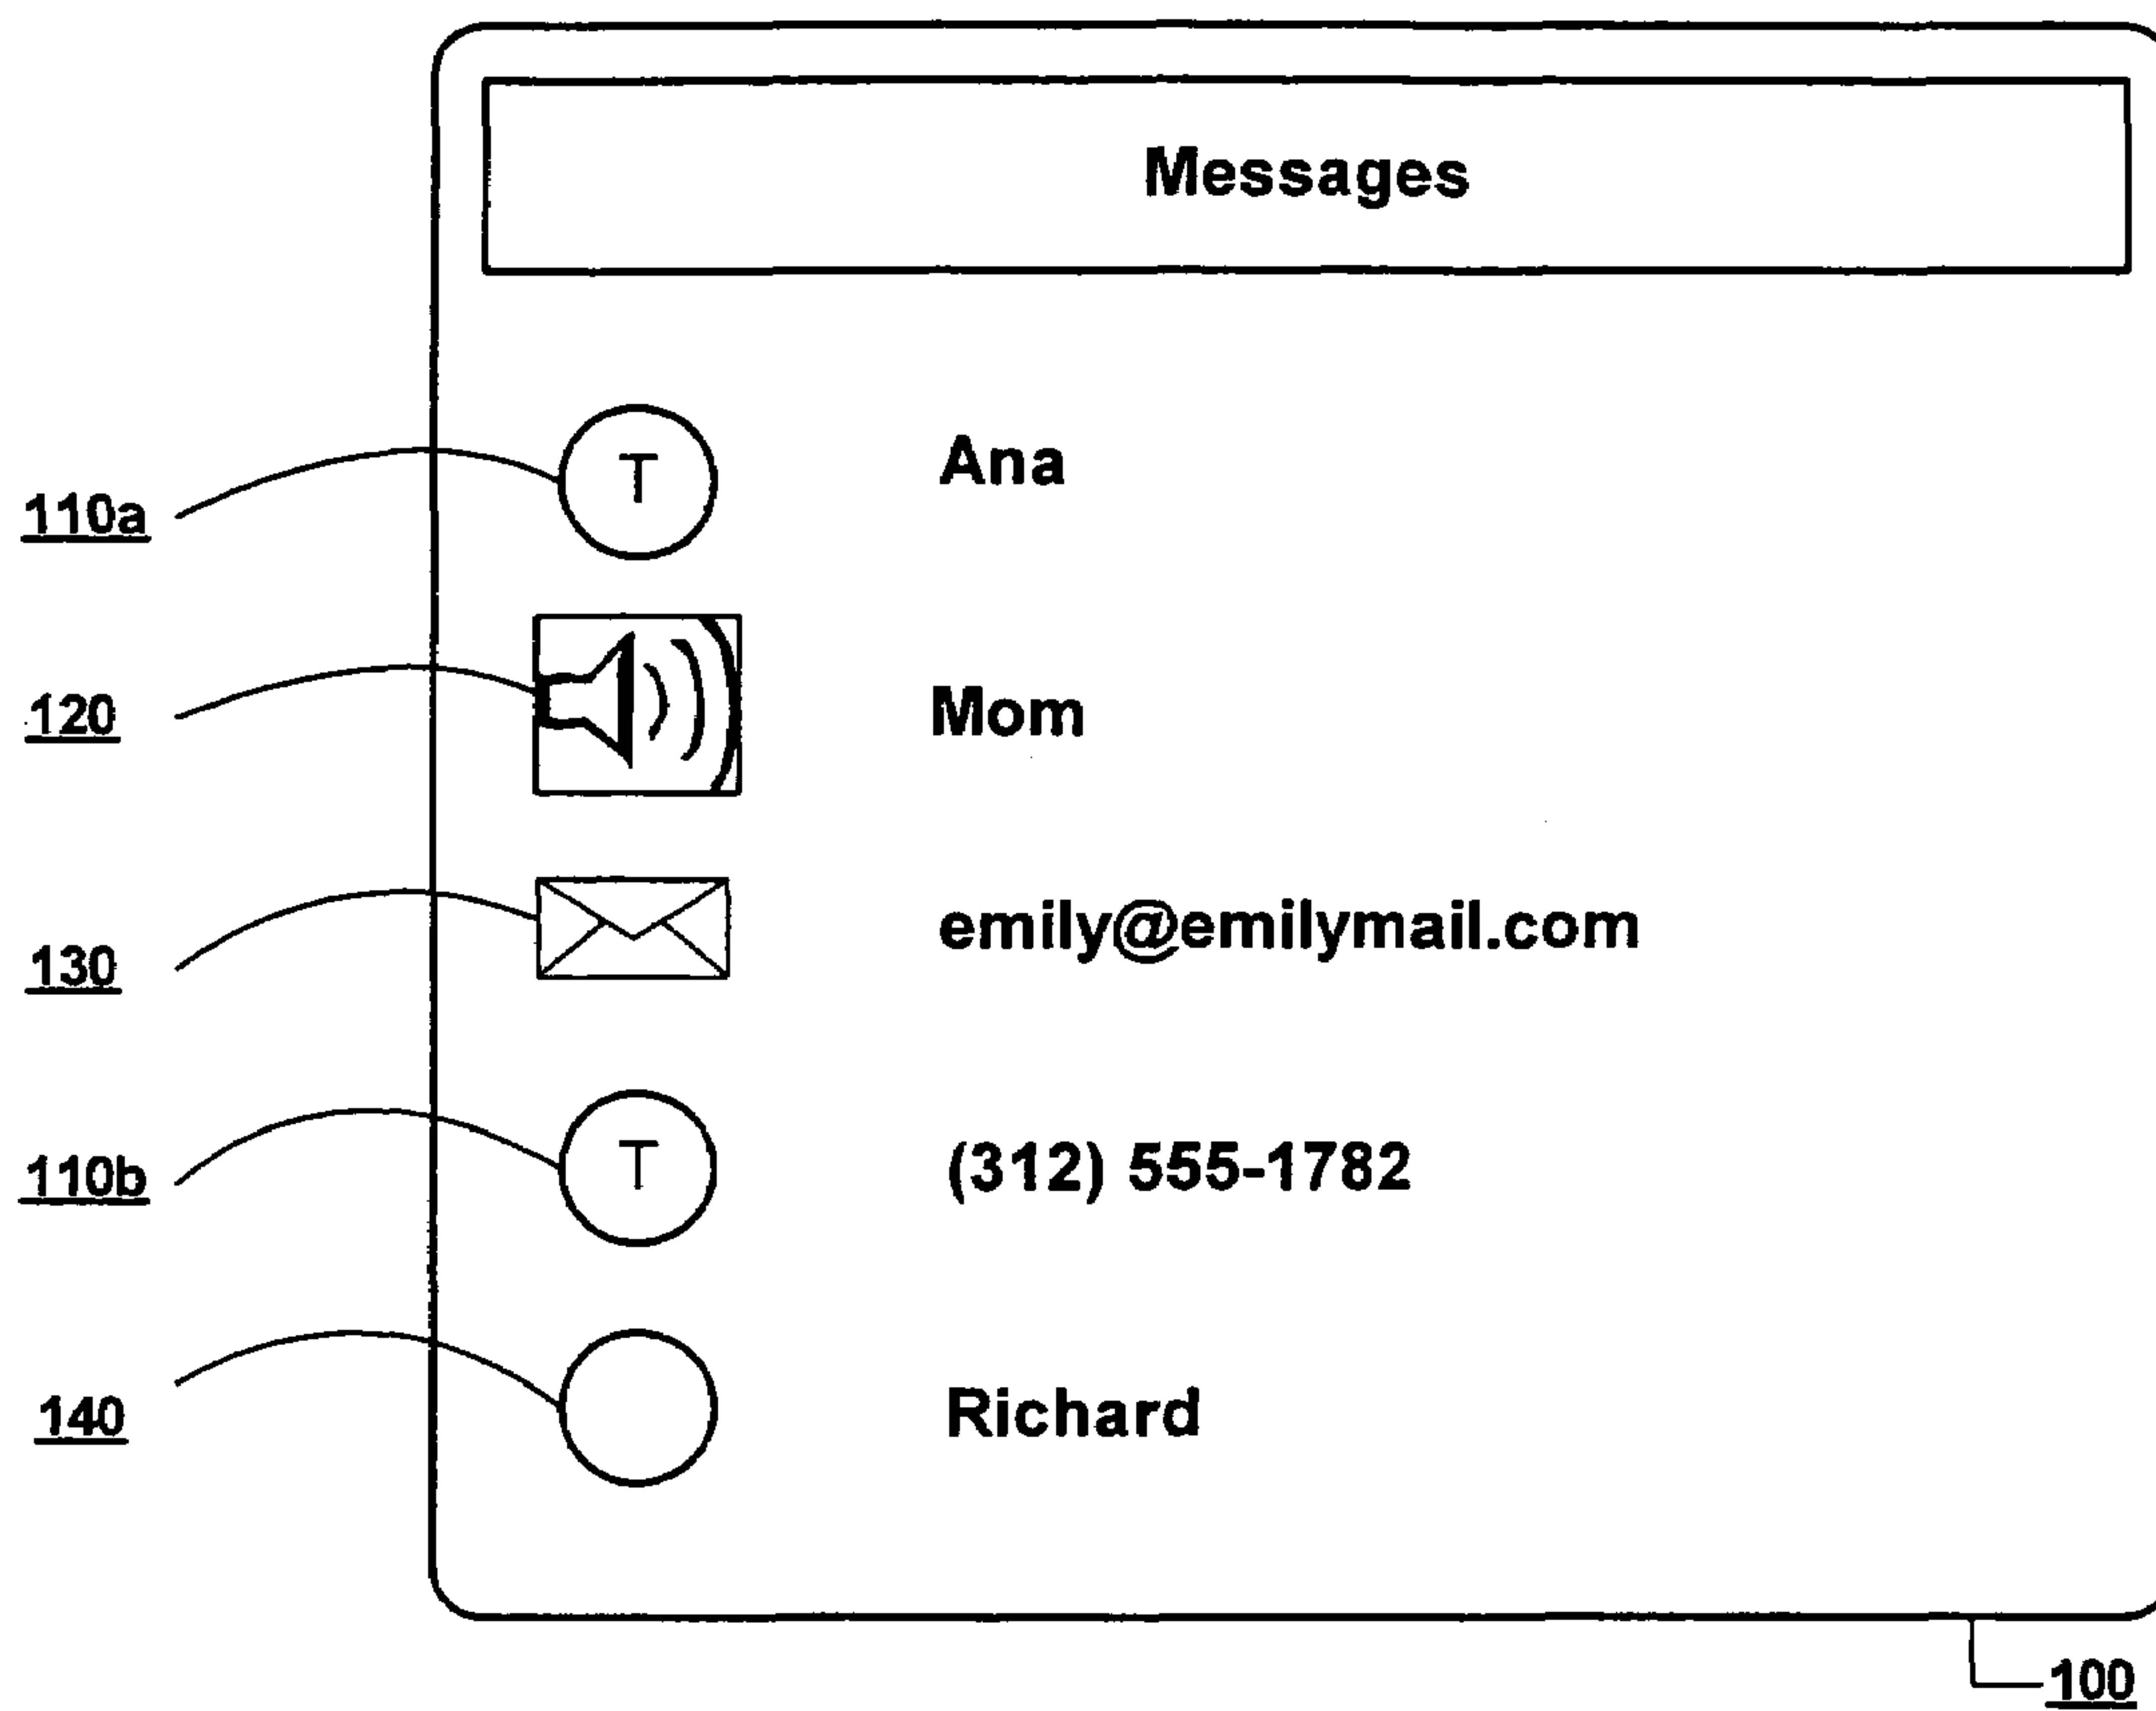 Messages
110a T Ana
120 Mom
130 emily@emilymail.com
110b T (312) 555-1782
140 Richard
100